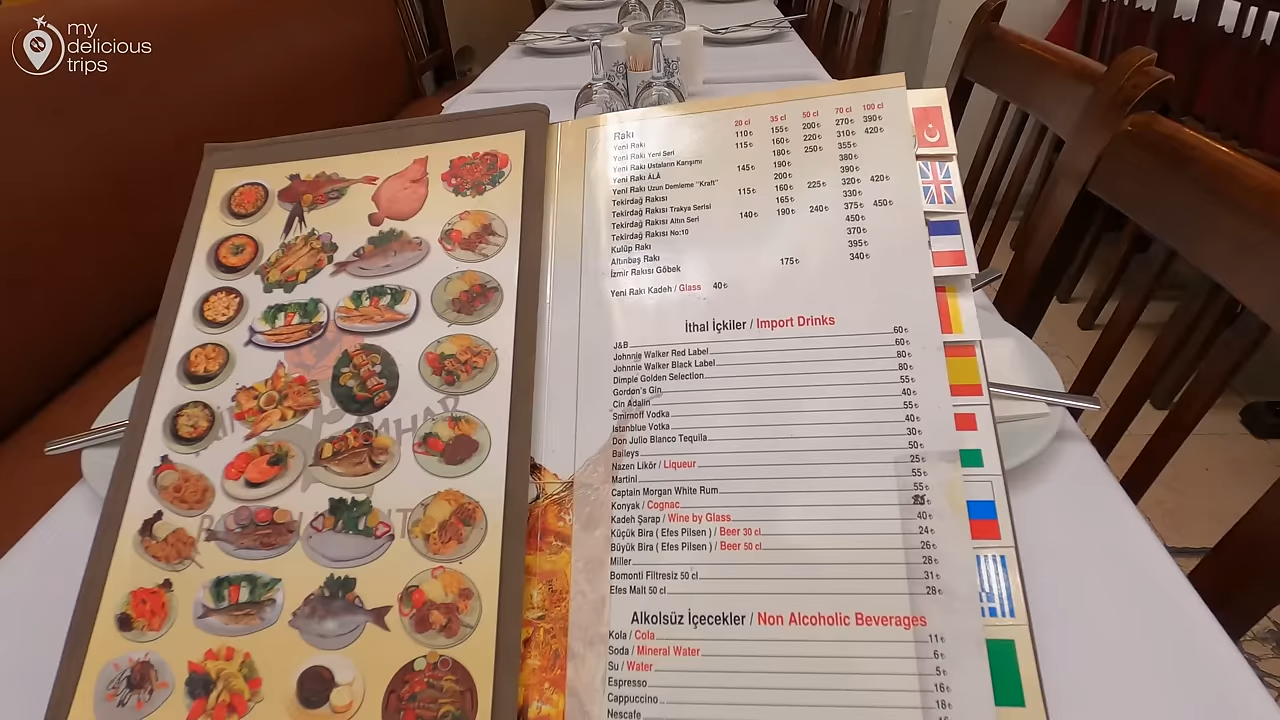 my
delicious
trips
20 cl 35 cl 50 cl 70 cl 100 cl
Rakı
Yeni Rakı 110₺ 155₺ 200₺ 270₺ 390₺
Yeni Rakı Yeni Seri 115₺ 160₺ 220₺ 310₺ 420₺
Yeni Rakı Ustaların Karışımı 180₺ 250₺ 355₺
Yeni Rakı ALÂ 145₺ 190₺ 380₺
Yeni Rakı Uzun Demleme "Kraft" 200₺ 390₺
Tekirdağ Rakısı 115₺ 160₺ 225₺ 320₺ 420₺
Tekirdağ Rakısı Trakya Serisi 165₺ 330₺
Tekirdağ Rakısı Altın Seri 140₺ 190₺ 240₺ 375₺ 450₺
Tekirdağ Rakısı No:10 450₺
Kulüp Rakı 370₺
Altınbaş Rakı 395₺
İzmir Rakısı Göbek 175₺ 340₺
Yeni Rakı Kadeh / Glass 40₺
İthal İçkiler / Import Drinks
J&B 60₺
Johnnie Walker Red Label 60₺
Johnnie Walker Black Label 80₺
Dimple Golden Selection 80₺
Gordon's Gin 55₺
Cin Adalin 40₺
Smirnoff Vodka 55₺
Istanblue Votka 40₺
Don Julio Blanco Tequila 30₺
Baileys 50₺
Nazen Likör / Liqueur 25₺
Martini 55₺
Captain Morgan White Rum 55₺
Konyak / Cognac
Kadeh Şarap / Wine by Glass 40₺
Küçük Bira ( Efes Pilsen ) / Beer 30 cl 24₺
Büyük Bira ( Efes Pilsen ) / Beer 50 cl 26₺
Miller 28₺
Bomonti Filtresiz 50 cl 31₺
Efes Malt 50 cl 28₺
Alkolsüz İçecekler / Non Alcoholic Beverages
Kola / Cola 11₺
Soda / Mineral Water 6₺
Su / Water 5₺
Espresso 16₺
Cappuccino 18₺
Nescafe